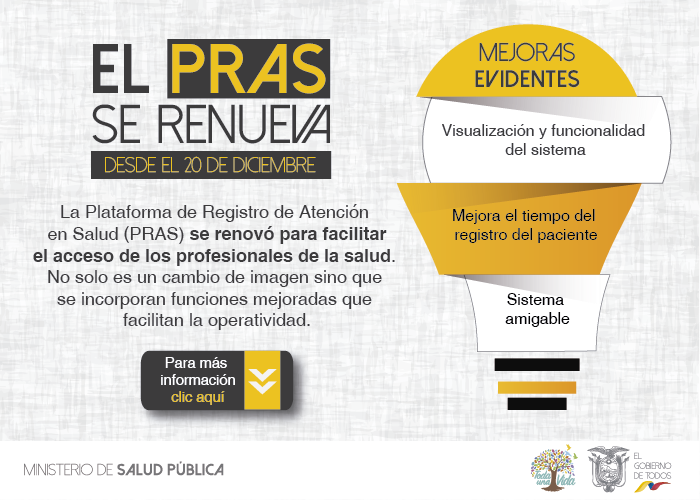 EL PRAS
SE RENUEVA
DESDE EL 20 DE DICIEMBRE
La Plataforma de Registro de Atención
en Salud (PRAS) se renovó para facilitar
el acceso de los profesionales de la salud.
No solo es un cambio de imagen sino que
se incorporan funciones mejoradas que
facilitan la operatividad.
Para más
información
clic aquí
MEJORAS
EVIDENTES
Visualización y funcionalidad
del sistema
Mejora el tiempo del
registro del paciente
Sistema
amigable
MINISTERIO DE SALUD PÚBLICA
Toda
una Vida
EL
GOBIERNO
DE TODOS